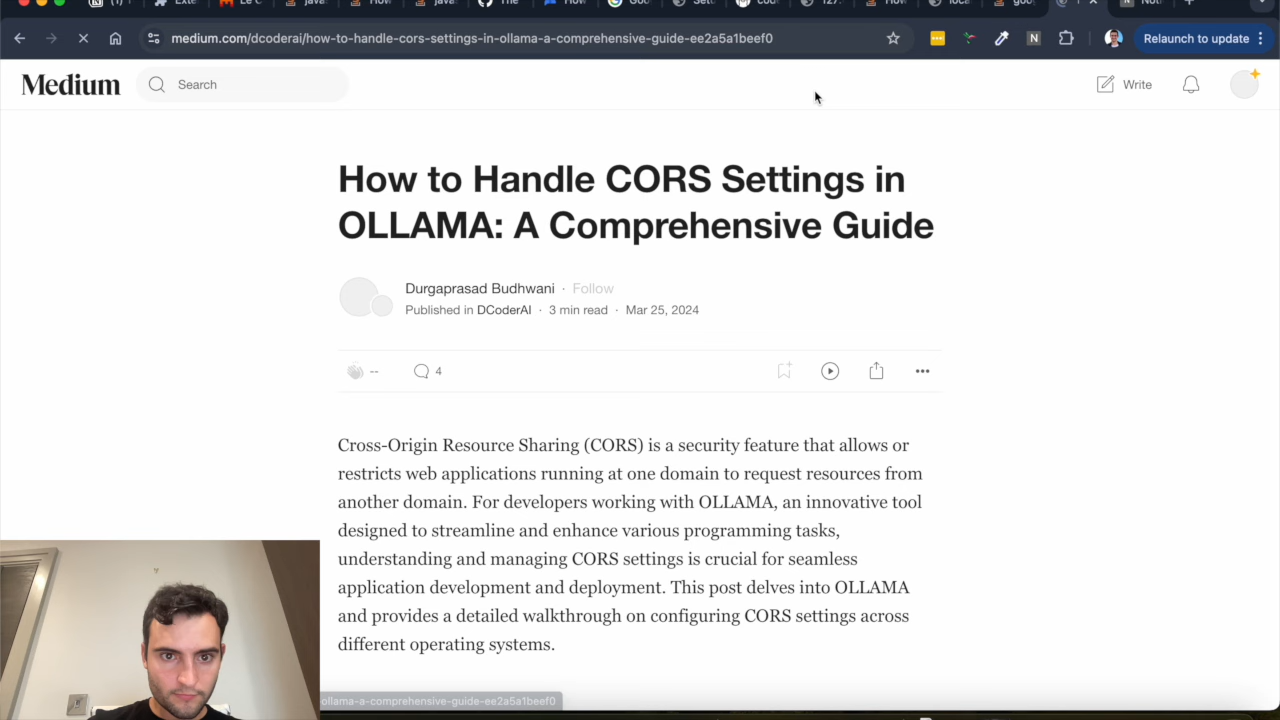 medium.com/dcoderai/how-to-handle-cors-settings-in-ollama-a-comprehensive-guide-ee2a5a1beef0
Relaunch to update
Medium
Search
Write
How to Handle CORS Settings in
OLLAMA: A Comprehensive Guide
Durgaprasad Budhwani · Follow
Published in DCoderAI · 3 min read · Mar 25, 2024
--
4
Cross-Origin Resource Sharing (CORS) is a security feature that allows or
restricts web applications running at one domain to request resources from
another domain. For developers working with OLLAMA, an innovative tool
designed to streamline and enhance various programming tasks,
understanding and managing CORS settings is crucial for seamless
application development and deployment. This post delves into OLLAMA
and provides a detailed walkthrough on configuring CORS settings across
different operating systems.
ollama-a-comprehensive-guide-ee2a5a1beef0